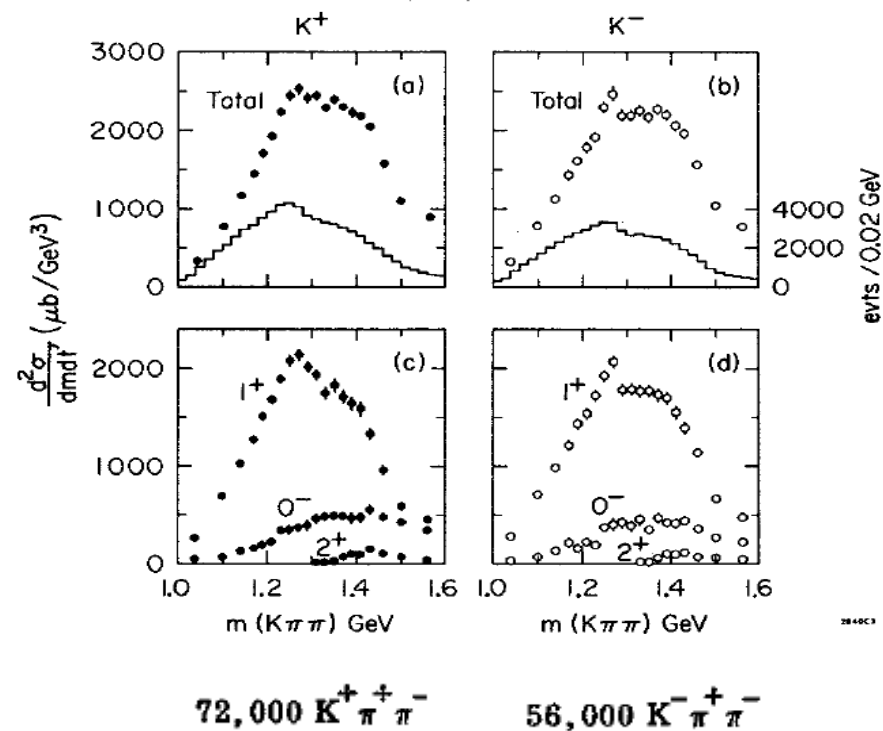 K+ K−
3000
2000
1000
0
Total (a)
Total (b)
4000
2000
0
evts/0.02 GeV
d²σ/dmdt (μb/GeV³)
2000
1000
0
1+ (c)
0−
2+
1+ (d)
0−
2+
1.0 1.2 1.4 1.6 1.0 1.2 1.4 1.6
m (Kππ) GeV m (Kππ) GeV
72,000 K+π+π− 56,000 K−π+π−